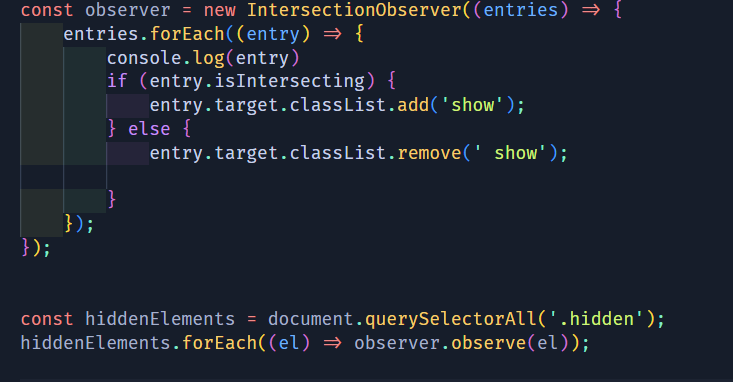 const observer = new IntersectionObserver((entries) => {
    entries.forEach((entry) => {
        console.log(entry)
        if (entry.isIntersecting) {
            entry.target.classList.add('show');
        } else {
            entry.target.classList.remove(' show');
        }
    });
});
const hiddenElements = document.querySelectorAll('.hidden');
hiddenElements.forEach((el) => observer.observe(el));